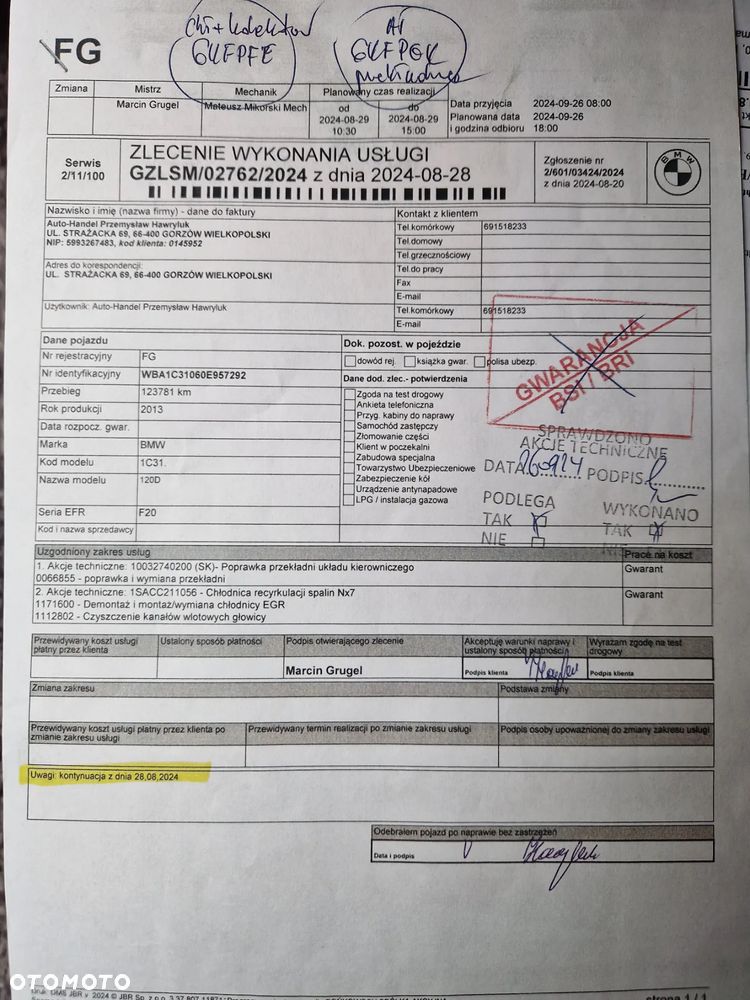 FG
GKFPFE
A1
GKFPGK
Zmiana
Mistrz
Mechanik
Planowany czas realizacji
Marcin Grugel
Mateusz Mikorski Mech
od
do
2024-08-29
2024-08-29
10:30
15:00
Data przyjęcia 2024-09-26 08:00
Planowana data 2024-09-26
i godzina odbioru 18:00
Serwis
2/11/100
ZLECENIE WYKONANIA USŁUGI
GZLSM/02762/2024 z dnia 2024-08-28
Zgłoszenie nr
2/601/03424/2024
z dnia 2024-08-20
BMW
Nazwisko i imię (nazwa firmy) - dane do faktury
Auto-Handel Przemysław Hawryluk
UL. STRAŻACKA 69, 66-400 GORZÓW WIELKOPOLSKI
NIP: 5993267483, kod klienta: 0145952
Adres do korespondencji:
UL. STRAŻACKA 69, 66-400 GORZÓW WIELKOPOLSKI
Użytkownik: Auto-Handel Przemysław Hawryluk
Kontakt z klientem
Tel.komórkowy 691518233
Tel.domowy
Tel.grzecznościowy
Tel.do pracy
Fax
E-mail
Tel.komórkowy 691518233
E-mail
Dane pojazdu
Nr rejestracyjny FG
Nr identyfikacyjny WBA1C31060E957292
Przebieg 123781 km
Rok produkcji 2013
Data rozpocz. gwar.
Marka BMW
Kod modelu 1C31.
Nazwa modelu 120D
Seria EFR F20
Kod i nazwa sprzedawcy
Dok. pozost. w pojeździe
dowód rej. książka gwar. polisa ubezp.
Dane dod. zlec.- potwierdzenia
Zgoda na test drogowy
Ankieta telefoniczna
Przyg. kabiny do naprawy
Samochód zastępczy
Złomowanie części
Klient w poczekalni
Zabudowa specjalna
Towarzystwo Ubezpieczeniowe
Zabezpieczenie kół
Urządzenie antynapadowe
LPG / instalacja gazowa
GWARANCJA
BSI / BRI
SPRAWDZONO
AKCJE TECHNICZNE
DATA 260924 PODPIS
PODLEGA
WYKONANO
TAK
TAK
NIE
Uzgodniony zakres usług
Prace na koszt
1. Akcje techniczne: 10032740200 (SK)- Poprawka przekładni układu kierowniczego
Gwarant
0066855 - poprawka i wymiana przekładni
2. Akcje techniczne: 1SACC211056 - Chłodnica recyrkulacji spalin Nx7
Gwarant
1171600 - Demontaż i montaż/wymiana chłodnicy EGR
1112802 - Czyszczenie kanałów wlotowych głowicy
Przewidywany koszt usługi
płatny przez klienta
Ustalony sposób płatności
Podpis otwierającego zlecenie
Akceptuję warunki naprawy i
ustalony sposób płatności
Wyrażam zgodę na test
drogowy
Marcin Grugel
Podpis klienta
Podpis klienta
Zmiana zakresu
Podstawa zmiany
Przewidywany koszt usługi płatny przez klienta po
zmianie zakresu usługi
Przewidywany termin realizacji po zmianie zakresu usługi
Podpis osoby upoważnionej do zmiany zakresu usługi
Uwagi: kontynuacja z dnia 28.08.2024
Odebrałem pojazd po naprawie bez zastrzeżeń
Data i podpis
OTOMOTO
strona 1 / 1